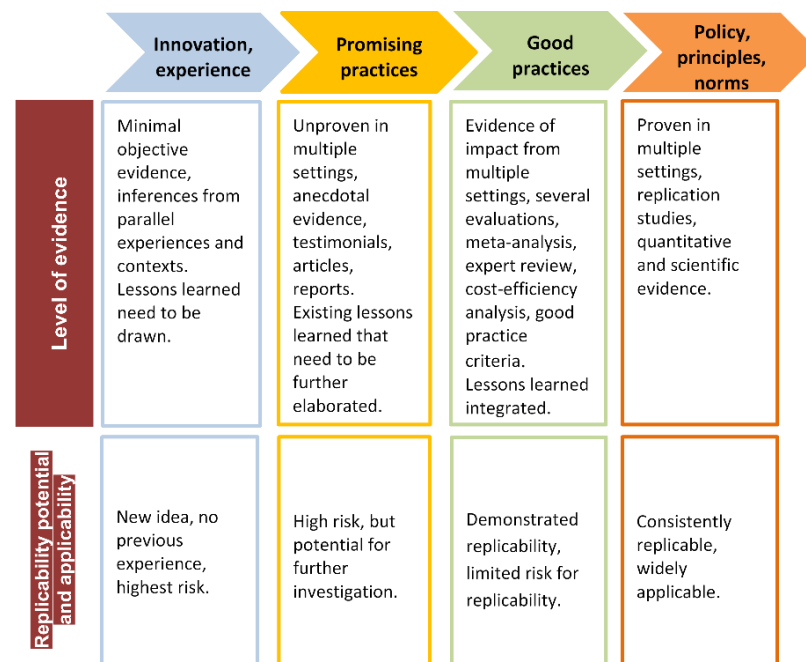 Innovation,
experience
Promising
practices
Good
practices
Policy,
principles,
norms
Level of evidence
Minimal
objective
evidence,
inferences from
parallel
experiences and
contexts.
Lessons learned
need to be
drawn.
Unproven in
multiple
settings,
anecdotal
evidence,
testimonials,
articles,
reports.
Existing lessons
learned that
need to be
further
elaborated.
Evidence of
impact from
multiple
settings, several
evaluations,
meta-analysis,
expert review,
cost-efficiency
analysis, good
practice
criteria.
Lessons learned
integrated.
Proven in
multiple
settings,
replication
studies,
quantitative
and scientific
evidence.
Replicability potential
and applicability
New idea, no
previous
experience,
highest risk.
High risk, but
potential for
further
investigation.
Demonstrated
replicability,
limited risk for
replicability.
Consistently
replicable,
widely
applicable.